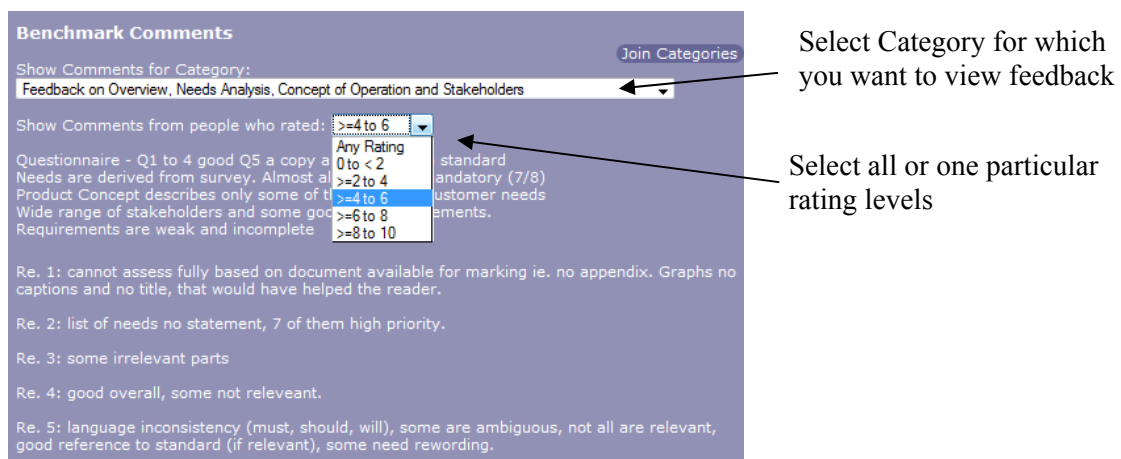 Benchmark Comments
Join Categories
Show Comments for Category:
Feedback on Overview, Needs Analysis, Concept of Operation and Stakeholders
Show Comments from people who rated: >=4 to 6
Any Rating
0 to < 2
>=2 to 4
>=4 to 6
>=6 to 8
>=8 to 10
Questionnaire - Q1 to 4 good Q5 a copy a standard
Needs are derived from survey. Almost al andatory (7/8)
Product Concept describes only some of t ustomer needs
Wide range of stakeholders and some goo ements.
Requirements are weak and incomplete
Re. 1: cannot assess fully based on document available for marking ie. no appendix. Graphs no
captions and no title, that would have helped the reader.
Re. 2: list of needs no statement, 7 of them high priority.
Re. 3: some irrelevant parts
Re. 4: good overall, some not releveant.
Re. 5: language inconsistency (must, should, will), some are ambiguous, not all are relevant,
good reference to standard (if relevant), some need rewording.
Select Category for which
you want to view feedback
Select all or one particular
rating levels